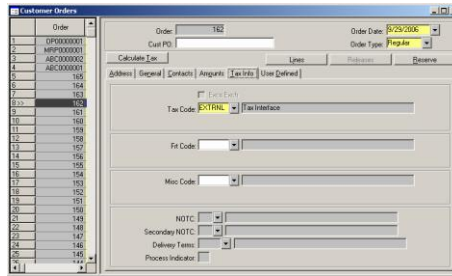 Customer Orders
Order
1 DP00000001
2 MRP0000001
3 ABC0000002
4 ABC0000001
5 165
6 164
7 163
8>> 162
9 161
10 160
11 159
12 158
13 157
14 156
15 155
16 154
17 153
18 152
19 151
20 150
21 149
22 148
23 147
24 146
25 145
Order: 162
Order Date: 9/29/2006
Cust PO:
Order Type: Regular
Calculate Tax
Lines
Releases
Reserve
Address General Contacts Amounts Tax Info User Defined
Tax Code: EXTRNL Tax Interface
Frt Code:
Misc Code:
NOTC:
Secondary NOTC:
Delivery Terms:
Process Indicator: